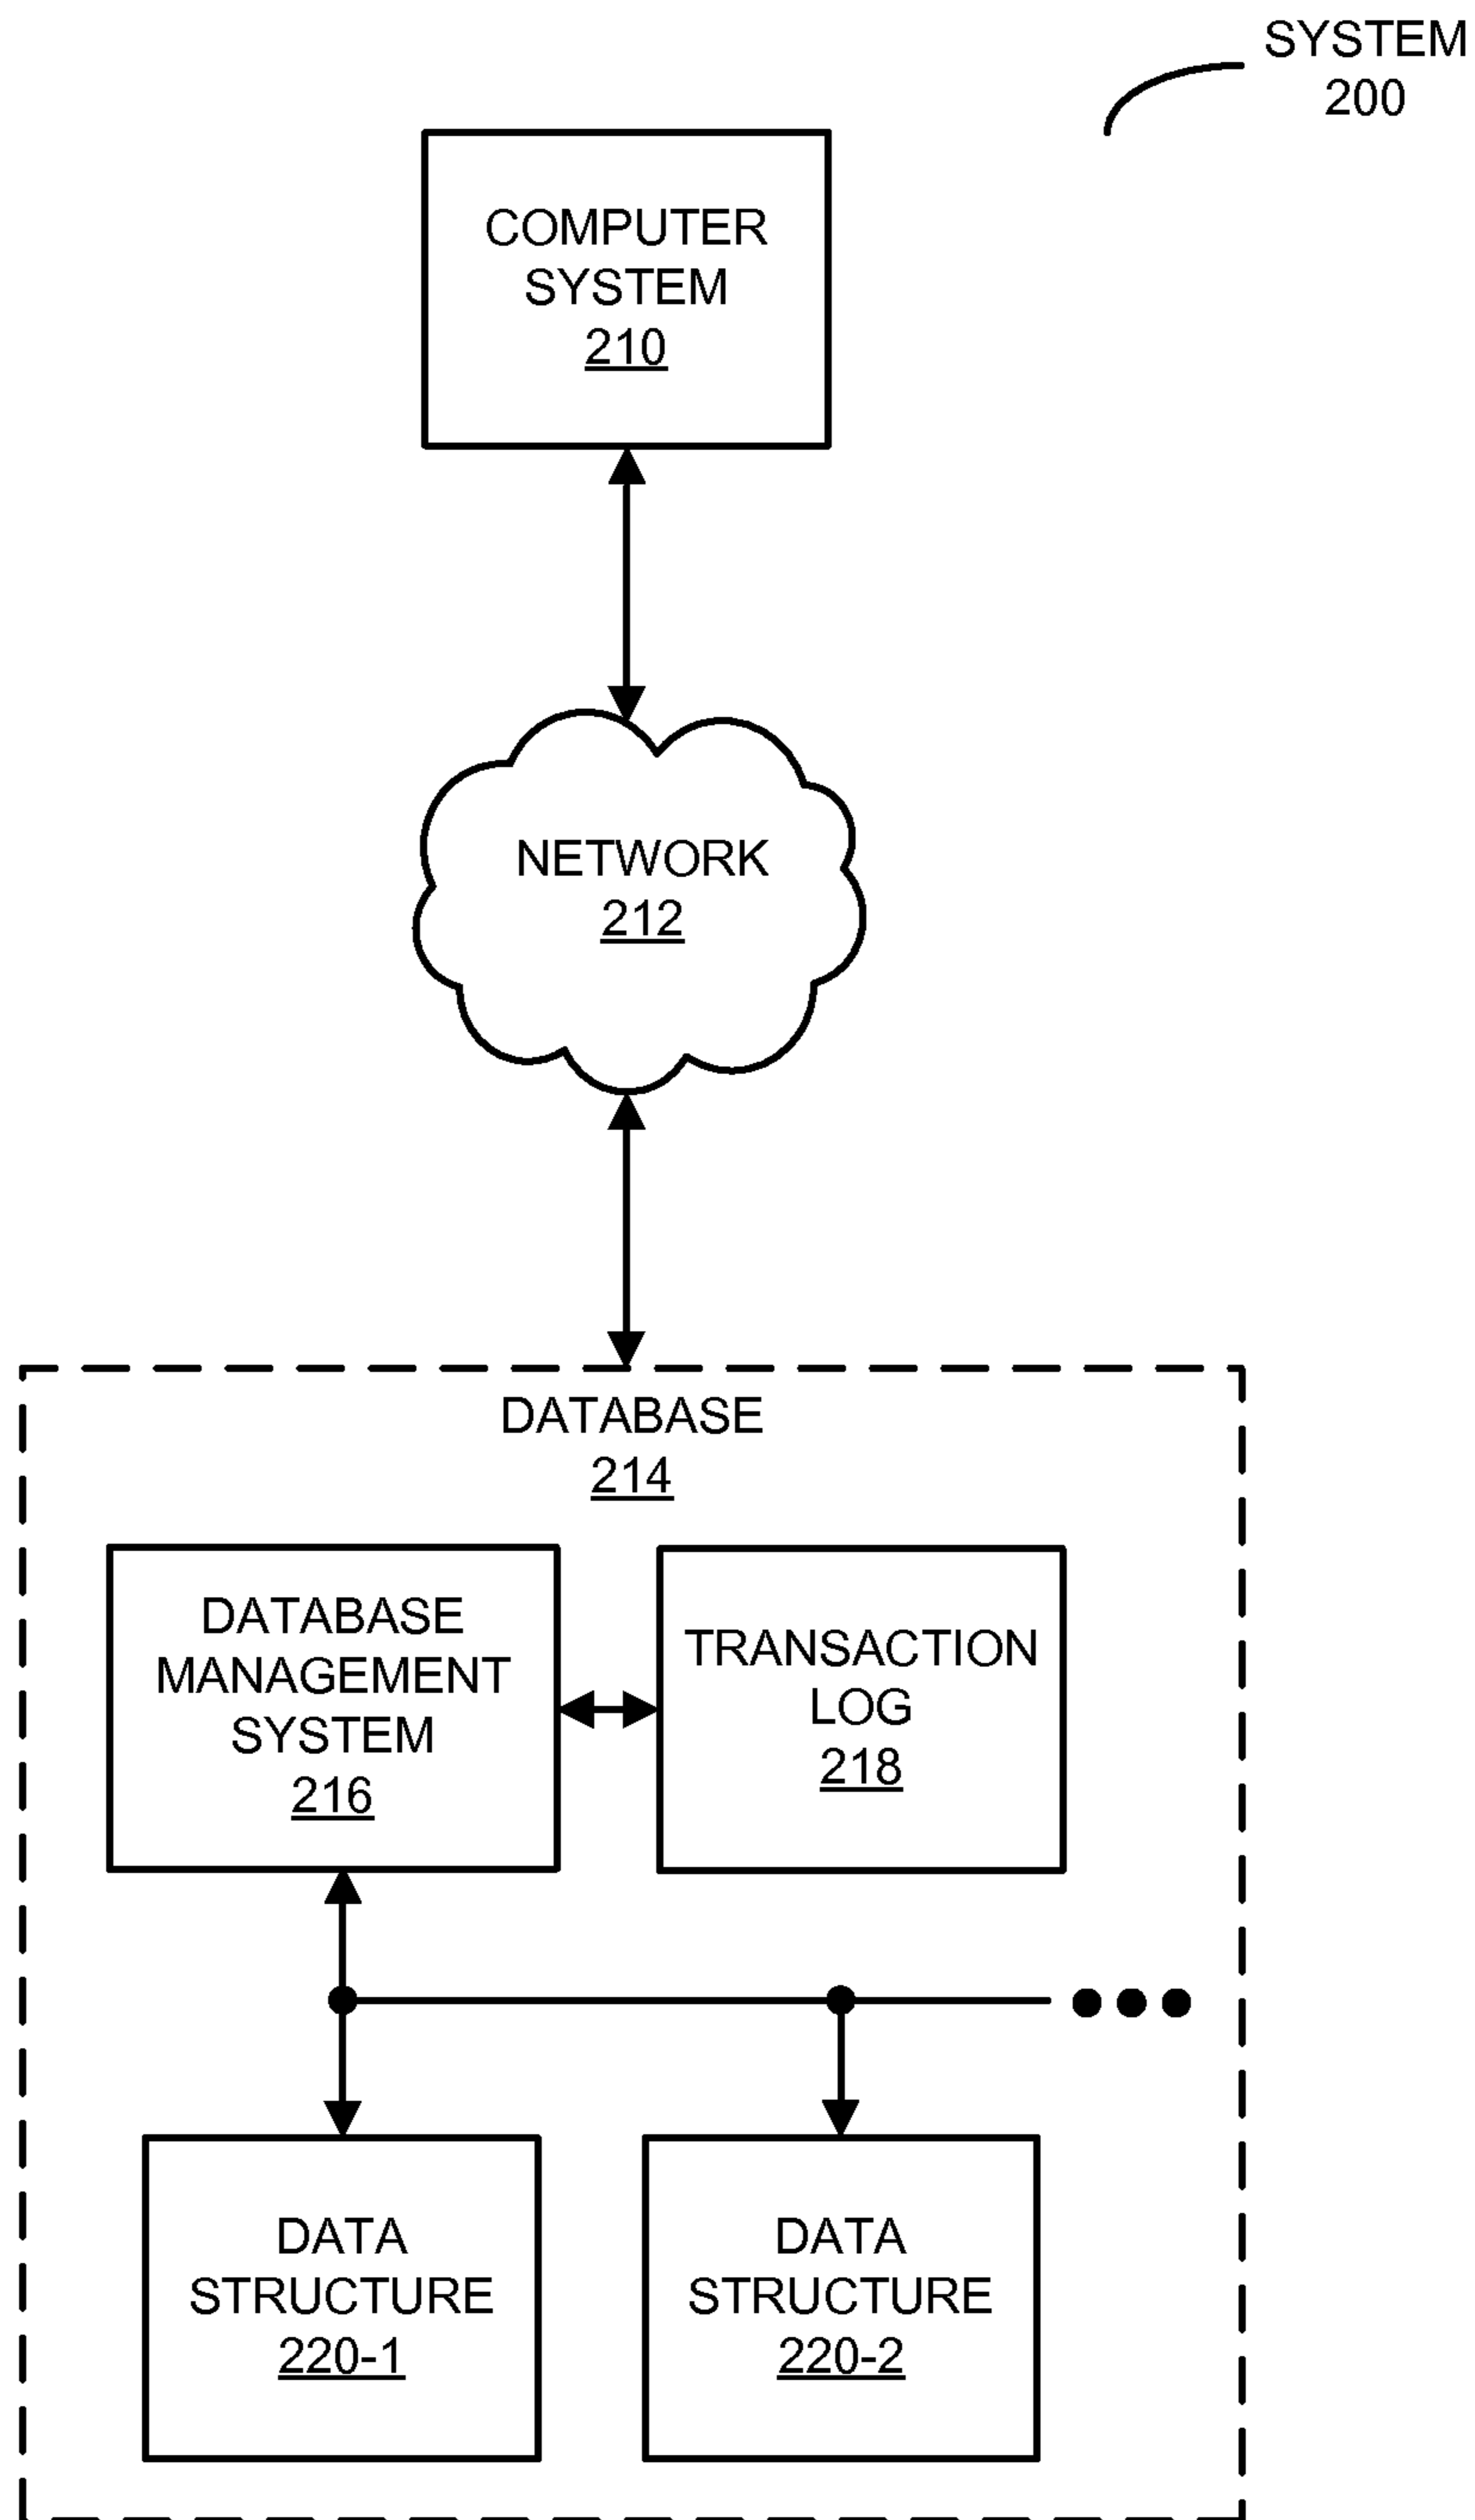 SYSTEM
200
COMPUTER
SYSTEM
210
NETWORK
212
DATABASE
214
DATABASE
MANAGEMENT
SYSTEM
216
TRANSACTION
LOG
218
DATA
STRUCTURE
220-1
DATA
STRUCTURE
220-2